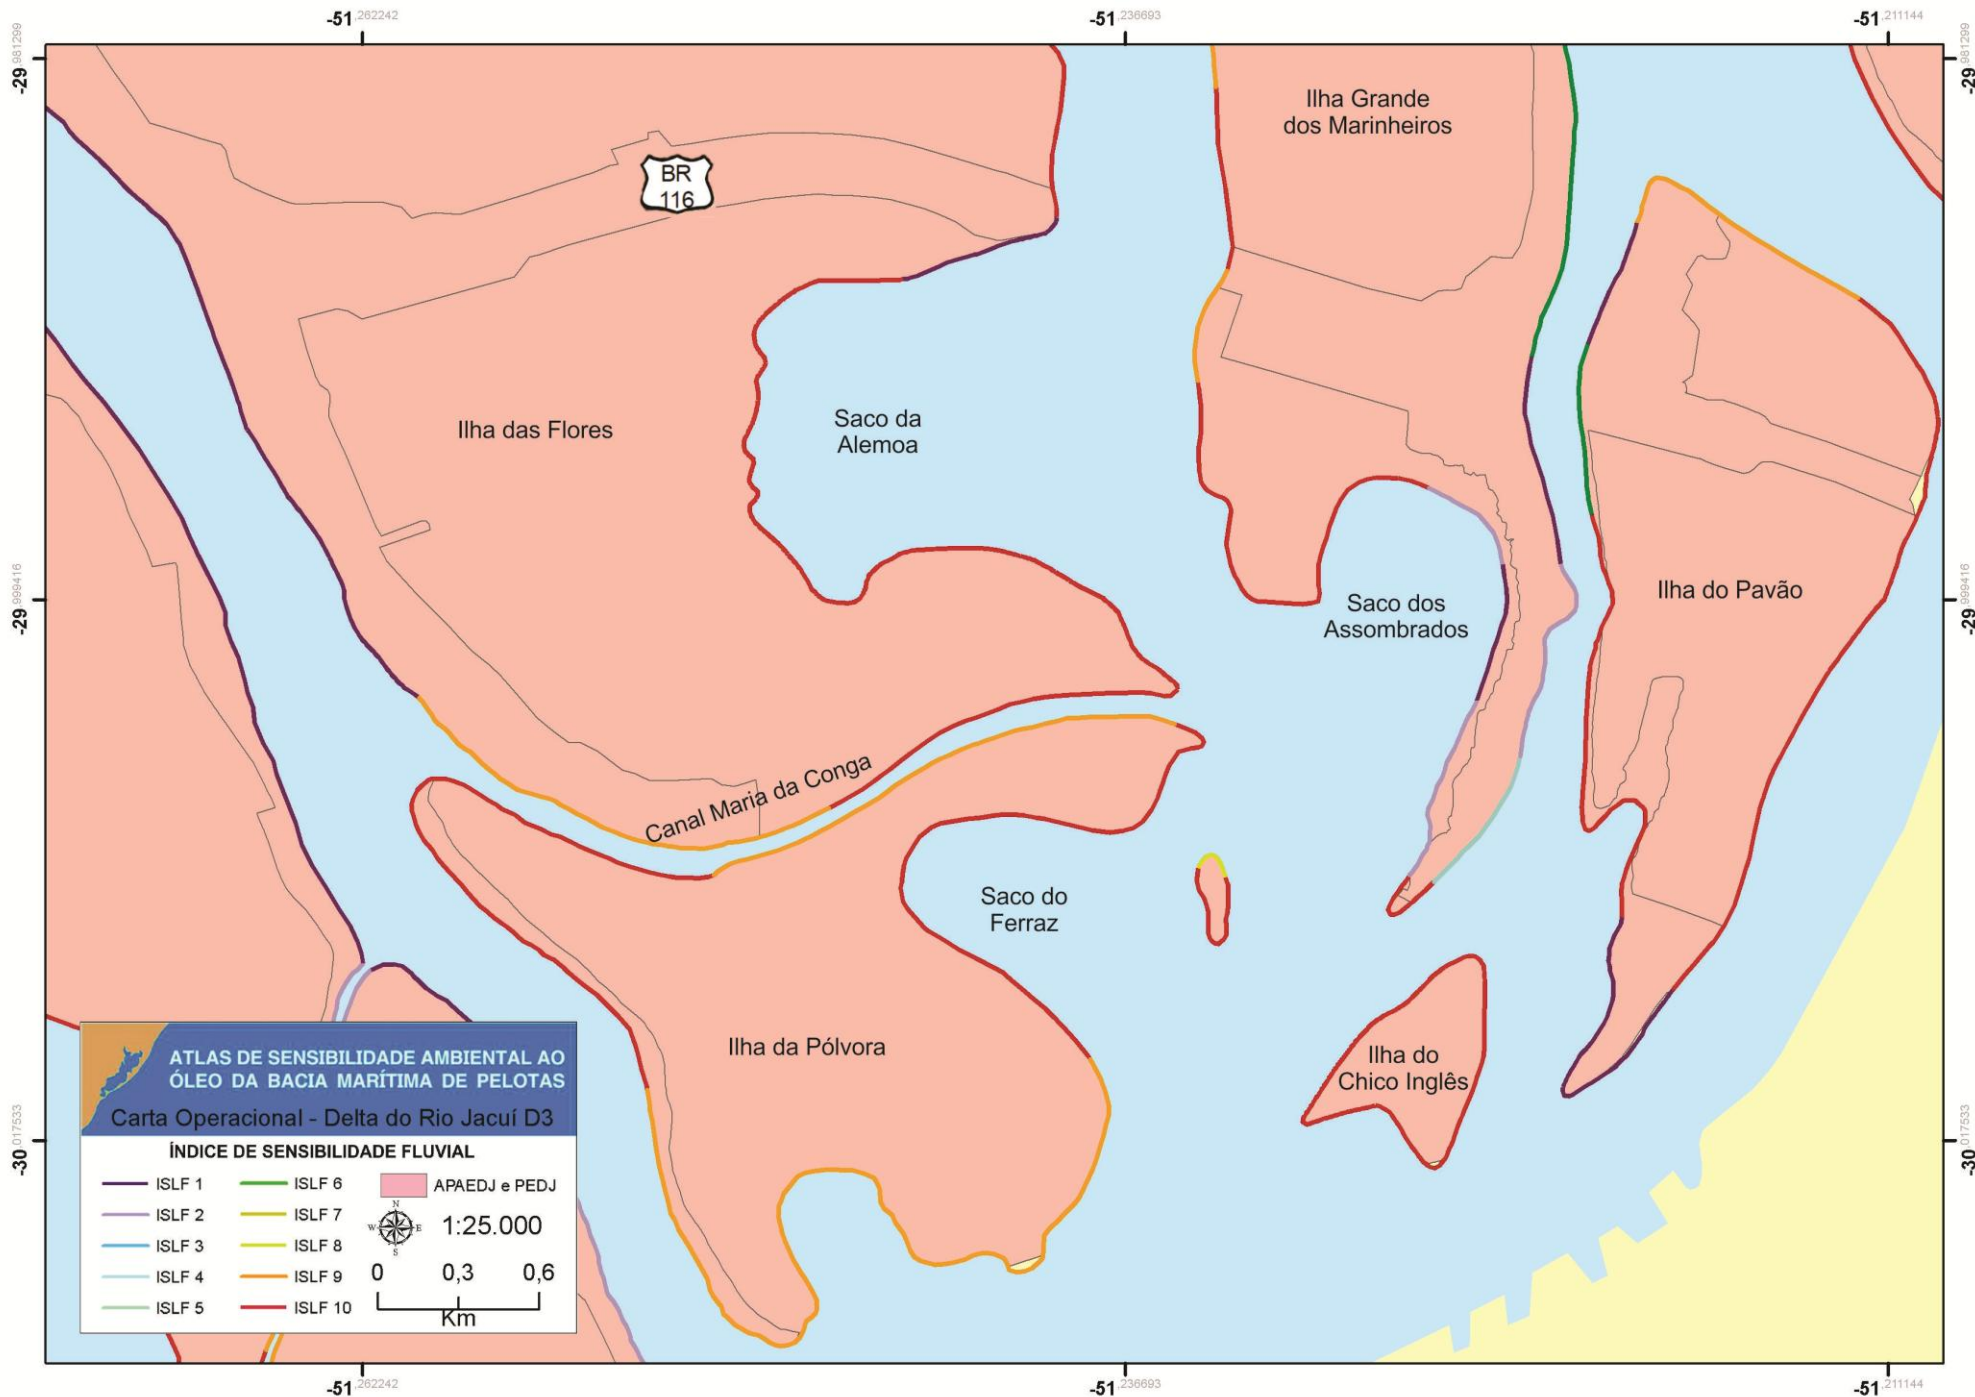 -51,262242
-51,236693
-51,211144
-29,981299
-29,981299
Ilha Grande
dos Marinheiros
BR
116
Ilha das Flores
Saco da
Alemoa
-29,999416
-29,999416
Saco dos
Assombrados
Ilha do Pavão
Canal Maria da Conga
Saco do
Ferraz
Ilha da Pólvora
Ilha do
Chico Inglês
-30,017533
-30,017533
ATLAS DE SENSIBILIDADE AMBIENTAL AO
ÓLEO DA BACIA MARÍTIMA DE PELOTAS
Carta Operacional - Delta do Rio Jacuí D3
ÍNDICE DE SENSIBILIDADE FLUVIAL
ISLF 1
ISLF 2
ISLF 3
ISLF 4
ISLF 5
ISLF 6
ISLF 7
ISLF 8
ISLF 9
ISLF 10
APAEDJ e PEDJ
N
W E
S
1:25.000
0 0,3 0,6
Km
-51,262242
-51,236693
-51,211144